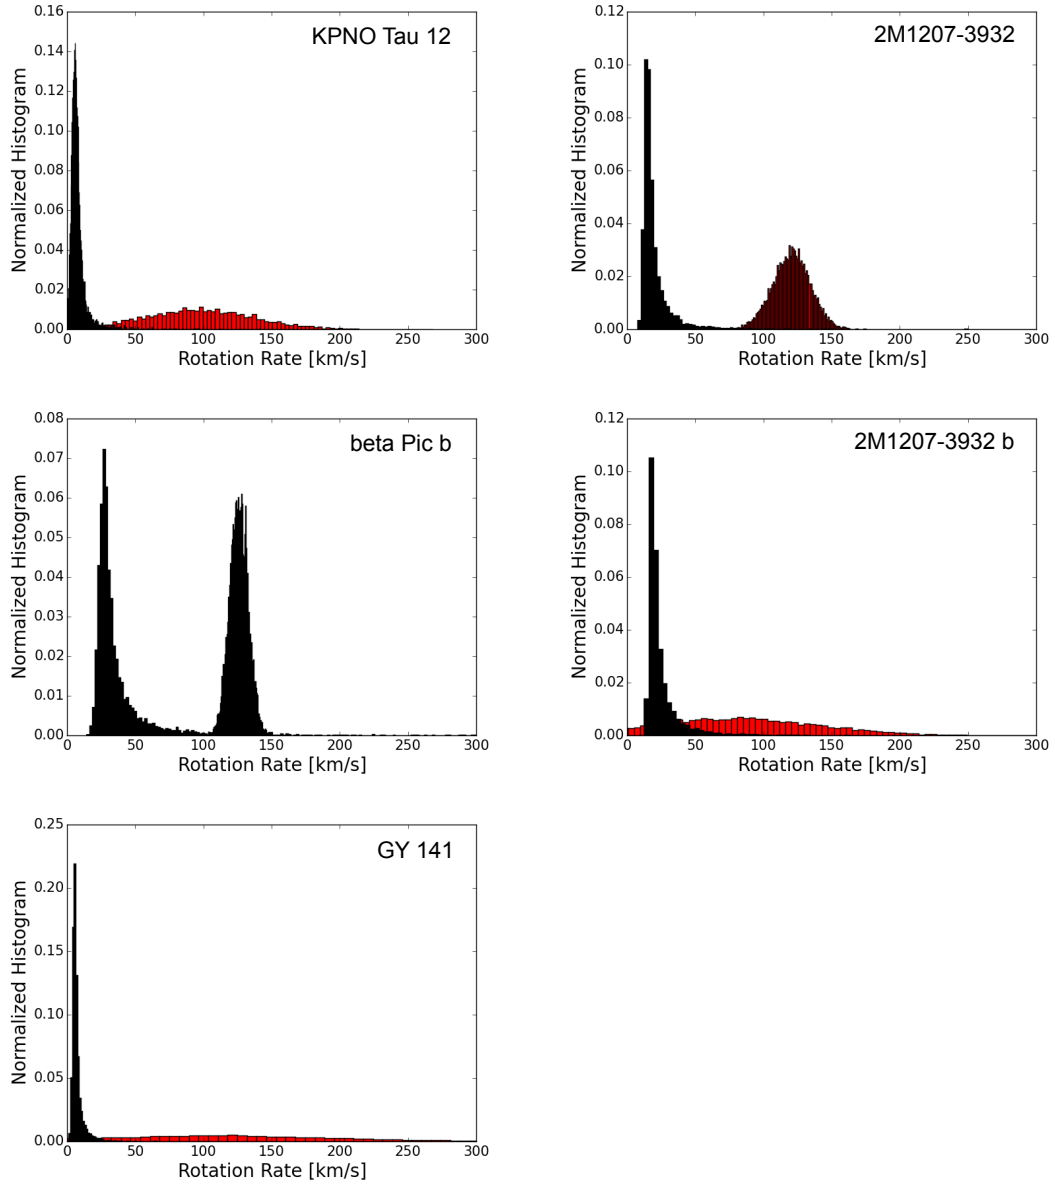 KPNO Tau 12
Normalized Histogram
0.16
0.14
0.12
0.10
0.08
0.06
0.04
0.02
0.00
0 50 100 150 200 250 300
Rotation Rate [km/s]
2M1207-3932
Normalized Histogram
0.12
0.10
0.08
0.06
0.04
0.02
0.00
0 50 100 150 200 250 300
Rotation Rate [km/s]
beta Pic b
Normalized Histogram
0.08
0.07
0.06
0.05
0.04
0.03
0.02
0.01
0.00
0 50 100 150 200 250 300
Rotation Rate [km/s]
2M1207-3932 b
Normalized Histogram
0.12
0.10
0.08
0.06
0.04
0.02
0.00
0 50 100 150 200 250 300
Rotation Rate [km/s]
GY 141
Normalized Histogram
0.25
0.20
0.15
0.10
0.05
0.00
0 50 100 150 200 250 300
Rotation Rate [km/s]